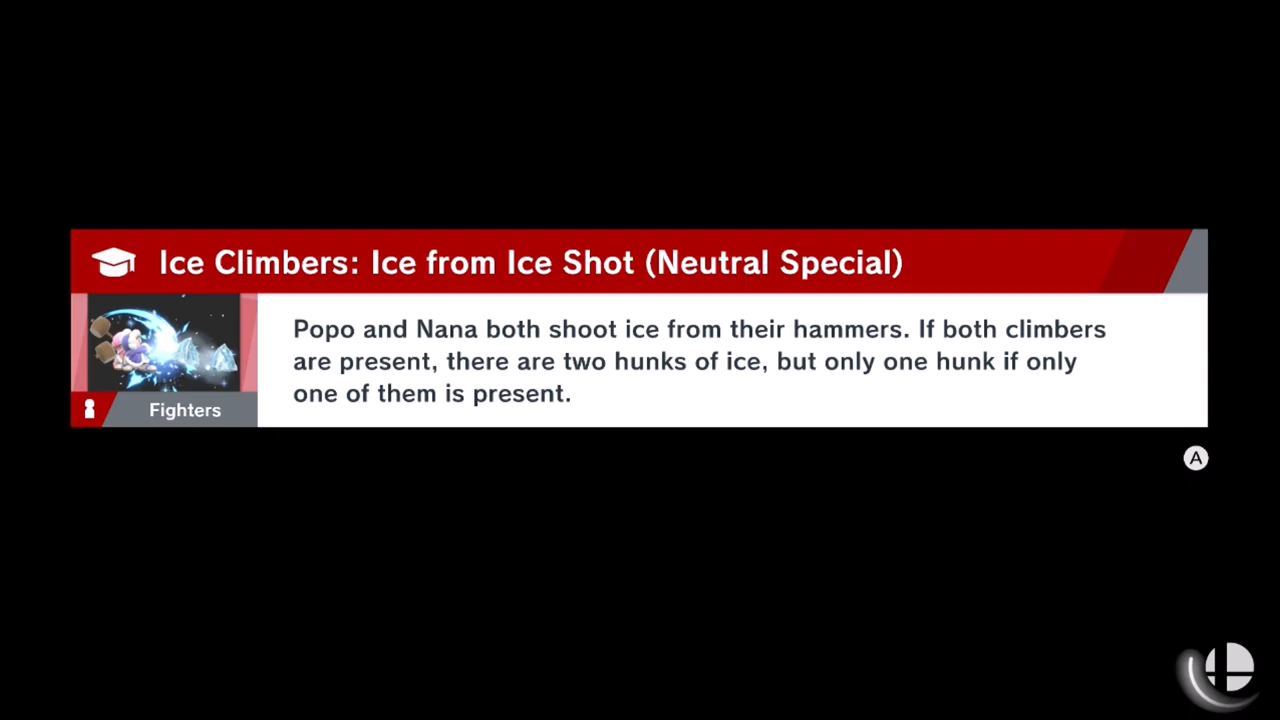 Ice Climbers: Ice from Ice Shot (Neutral Special)
Popo and Nana both shoot ice from their hammers. If both climbers
are present, there are two hunks of ice, but only one hunk if only
one of them is present.
Fighters
A